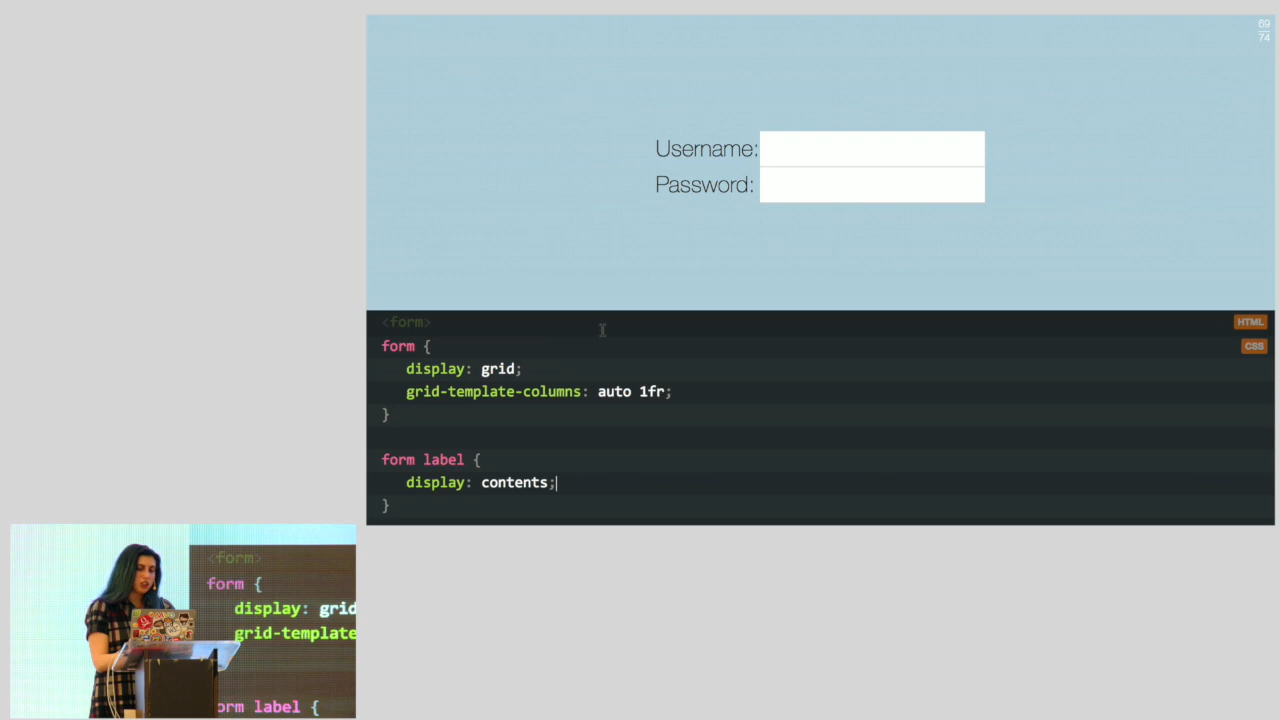 69
74
Username:
Password:
<form>
HTML
form {
CSS
display: grid;
grid-template-columns: auto 1fr;
}
form label {
display: contents;
}
<form>
form {
display: grid
grid-template
form label {